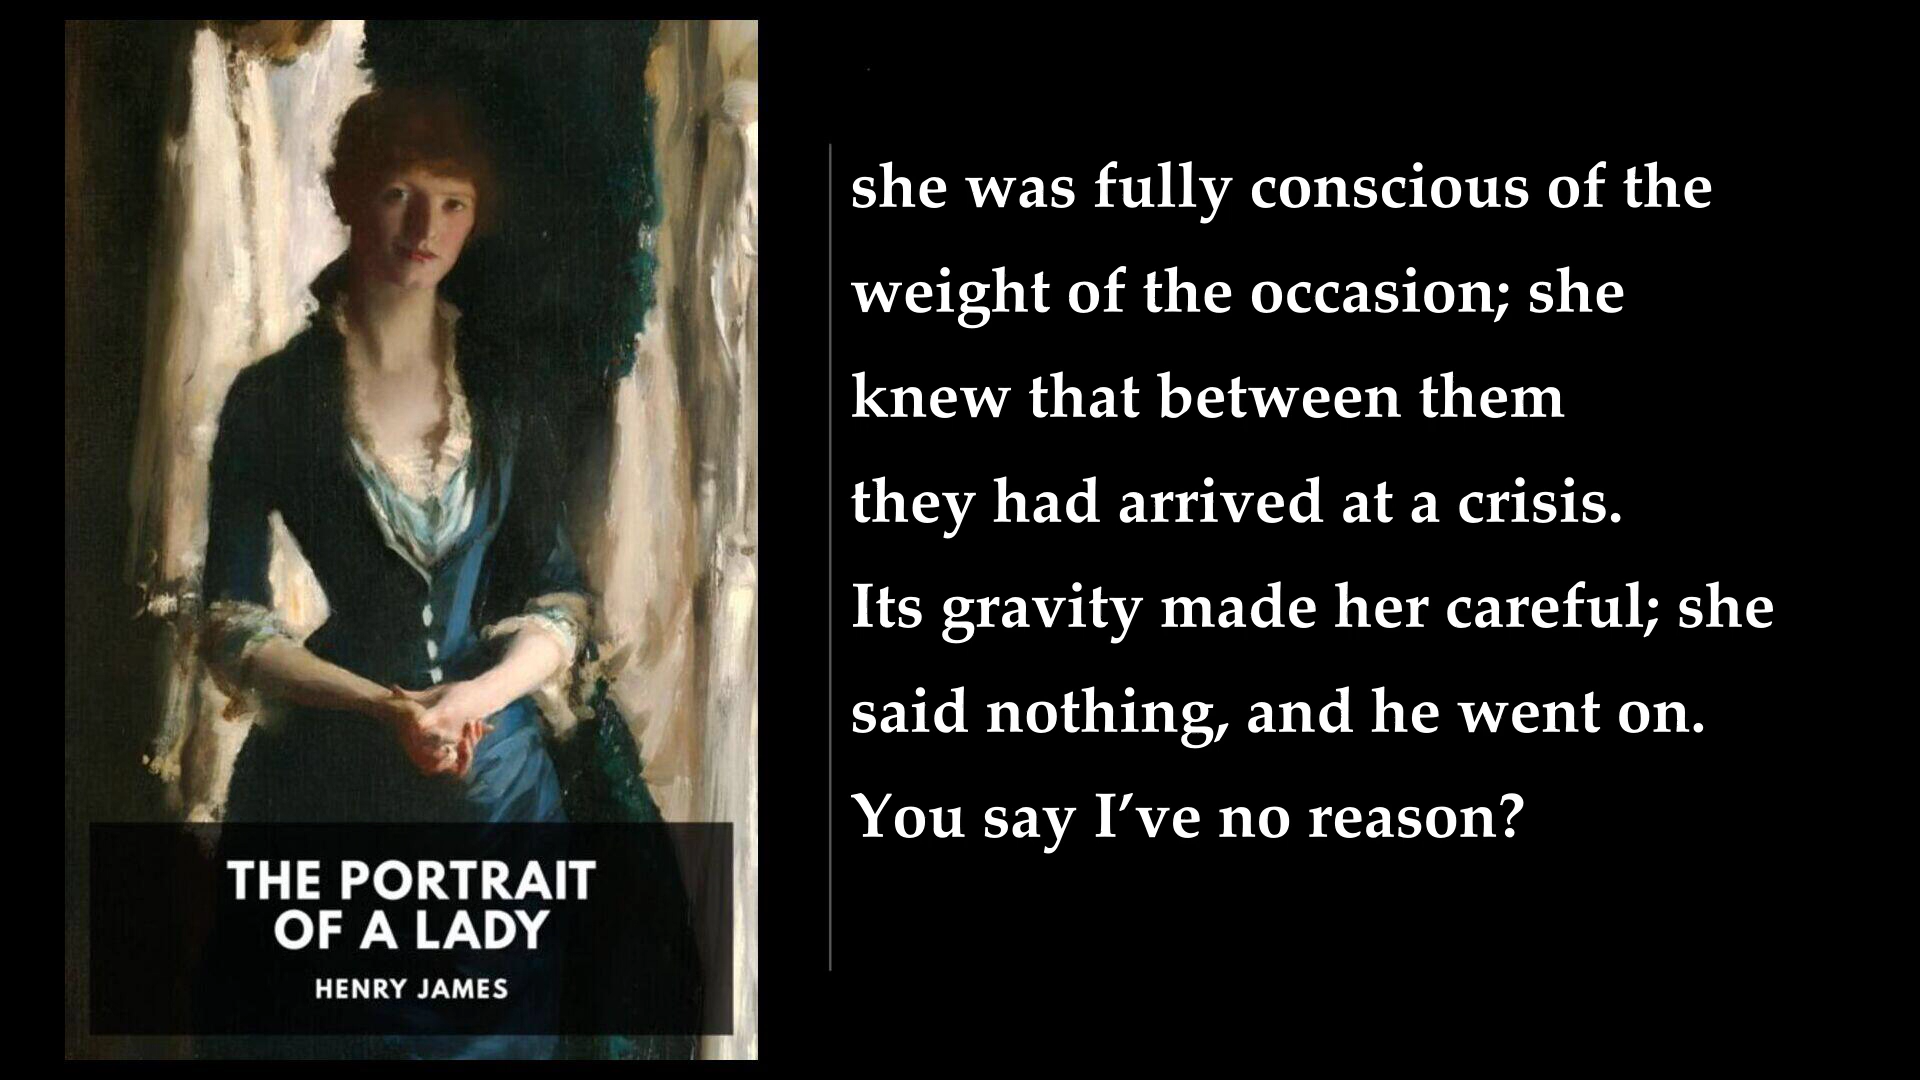 THE PORTRAIT
OF A LADY
HENRY JAMES
she was fully conscious of the
weight of the occasion; she
knew that between them
they had arrived at a crisis.
Its gravity made her careful; she
said nothing, and he went on.
You say I’ve no reason?